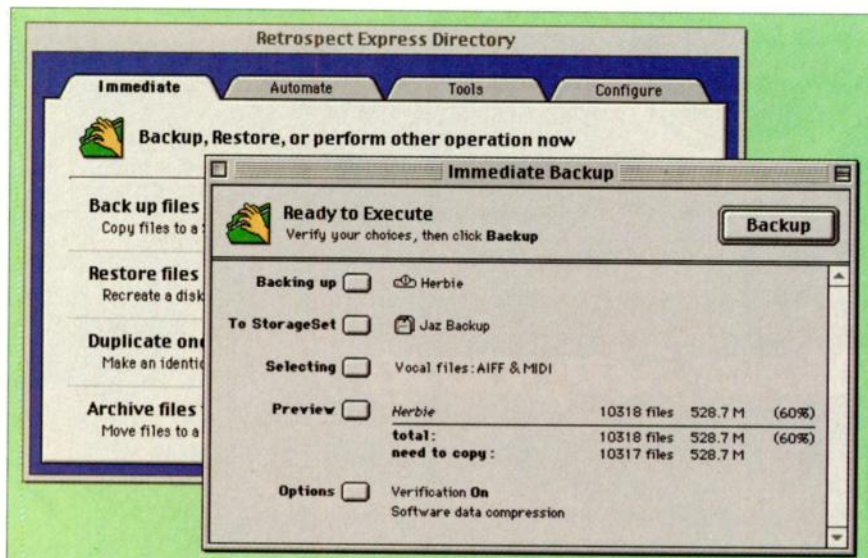 Retrospect Express Directory
Immediate Automate Tools Configure
Backup, Restore, or perform other operation now
Back up files
Copy files to a
Restore files
Recreate a disk
Duplicate one
Make an identic
Archive files
Move files to a
Immediate Backup
Ready to Execute
Verify your choices, then click Backup
Backup
Backing up Herbie
To StorageSet Jaz Backup
Selecting Vocal files:AIFF & MIDI
Preview Herbie 10318 files 528.7 M (60%)
total: 10318 files 528.7 M (60%)
need to copy: 10317 files 528.7 M
Options Verification On
Software data compression